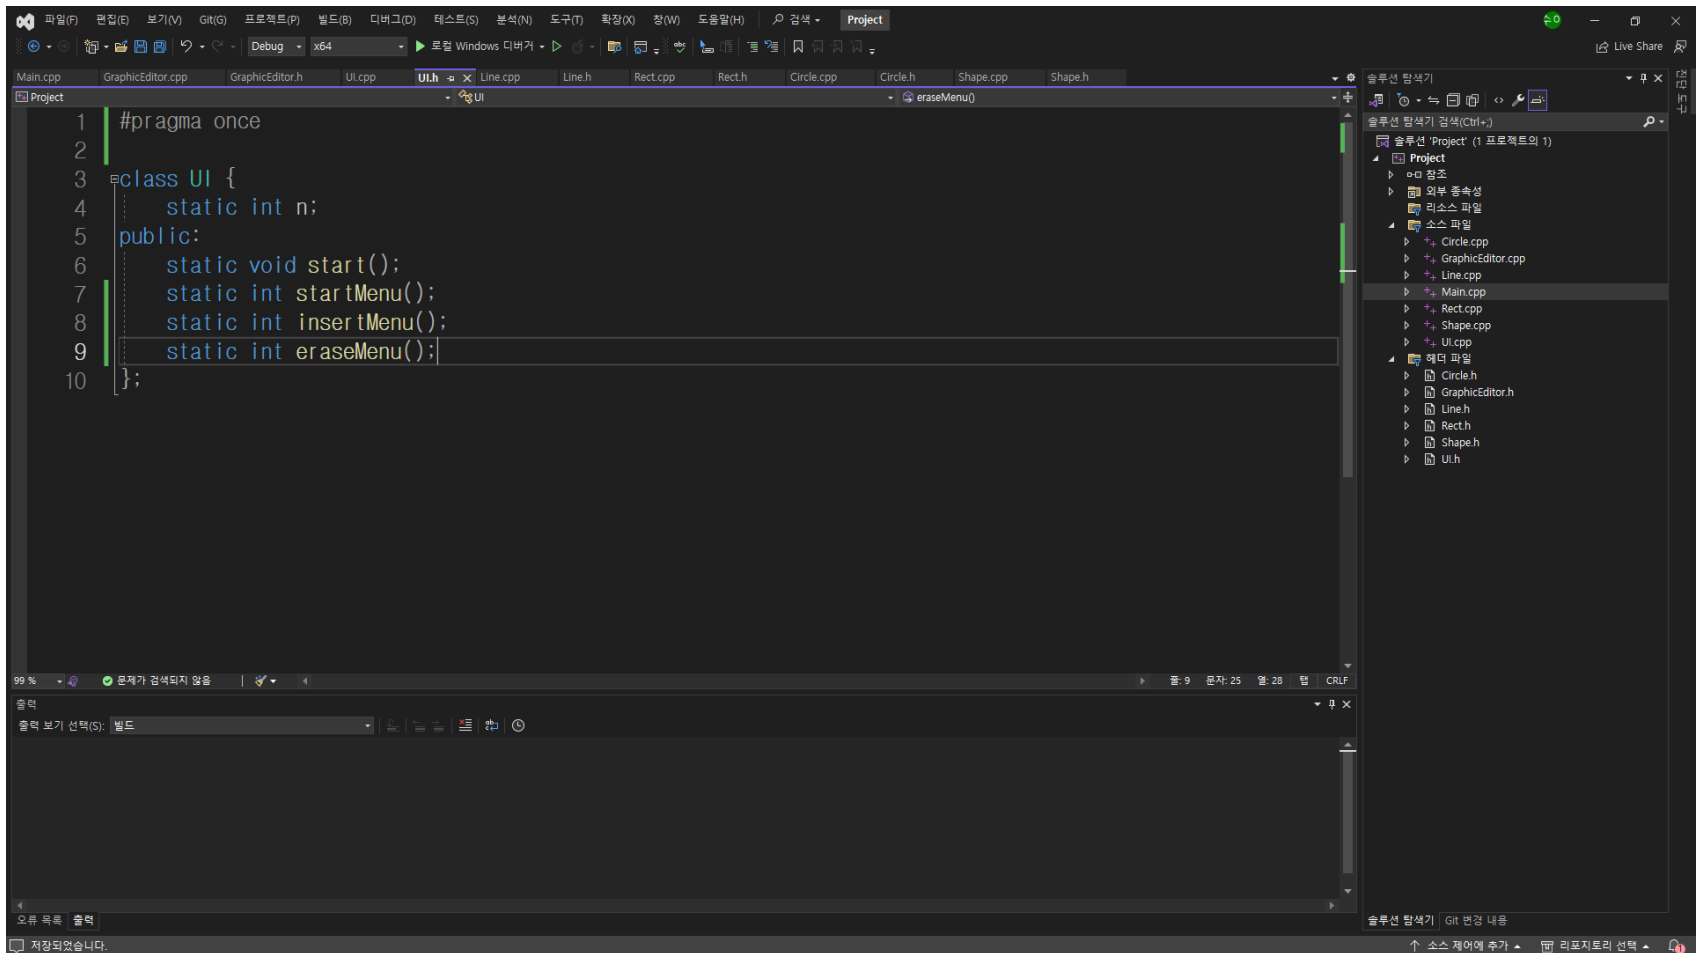 파일(F) 편집(E) 보기(V) Git(G) 프로젝트(P) 빌드(B) 디버그(D) 테스트(S) 분석(N) 도구(T) 확장(X) 창(W) 도움말(H) 검색 Project
Debug x64 로컬 Windows 디버거 Live Share
Main.cpp GraphicEditor.cpp GraphicEditor.h UI.cpp UI.h Line.cpp Line.h Rect.cpp Rect.h Circle.cpp Circle.h Shape.cpp Shape.h
Project UI eraseMenu()
1 #pragma once
2
3 class UI {
4 static int n;
5 public:
6 static void start();
7 static int startMenu();
8 static int insertMenu();
9 static int eraseMenu();
10 };
99 % 문제가 검색되지 않음 줄: 9 문자: 25 열: 28 탭 CRLF
출력
출력 보기 선택(S): 빌드
오류 목록 출력
솔루션 탐색기
솔루션 탐색기 검색(Ctrl+;)
솔루션 'Project' (1 프로젝트의 1)
Project
참조
외부 종속성
리소스 파일
소스 파일
Circle.cpp
GraphicEditor.cpp
Line.cpp
Main.cpp
Rect.cpp
Shape.cpp
UI.cpp
헤더 파일
Circle.h
GraphicEditor.h
Line.h
Rect.h
Shape.h
UI.h
솔루션 탐색기 Git 변경 내용
진단 도구
저장되었습니다. 소스 제어에 추가 리포지토리 선택 1